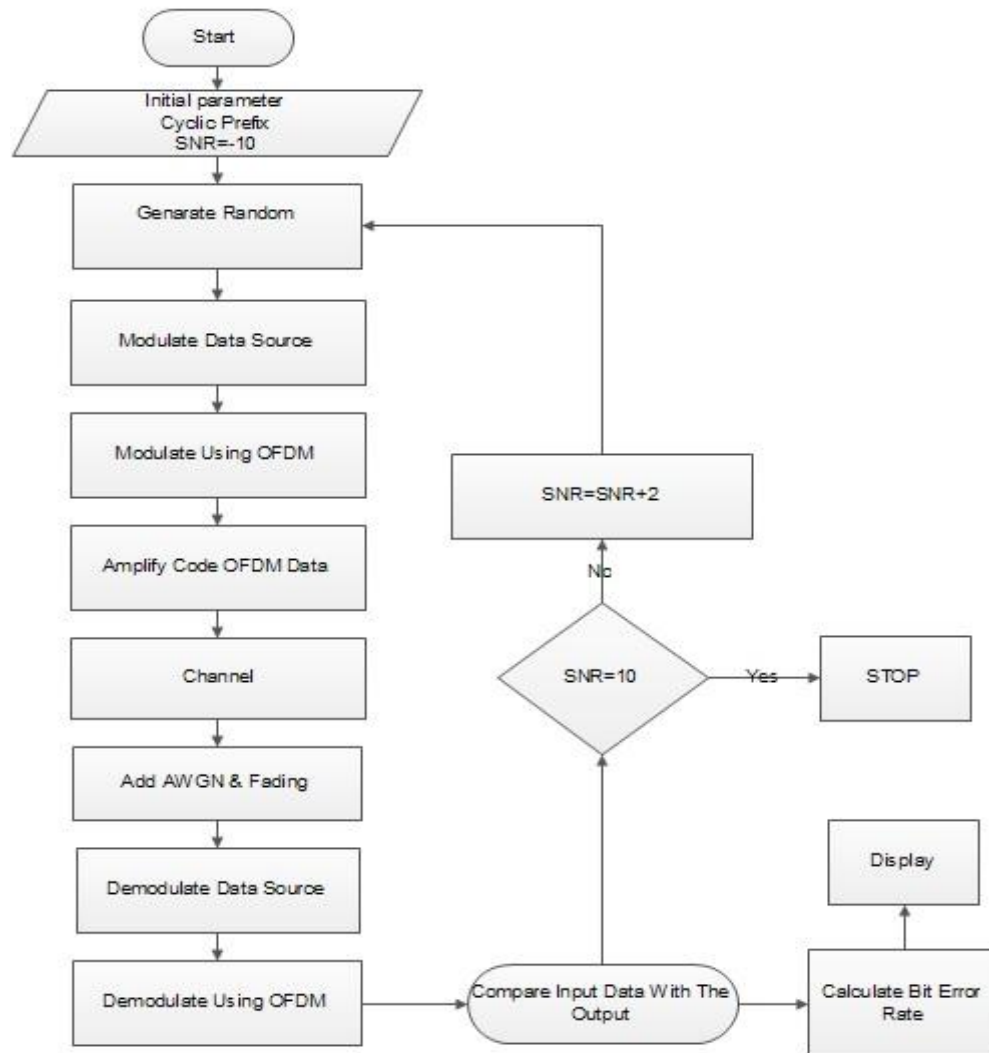 Start
Initial parameter
Cyclic Prefix
SNR=-10
Genarate Random
Modulate Data Source
Modulate Using OFDM
Amplify Code OFDM Data
Channel
Add AWGN & Fading
Demodulate Data Source
Demodulate Using OFDM
Compare Input Data With The
Output
SNR=10
No
SNR=SNR+2
Yes
STOP
Calculate Bit Error
Rate
Display